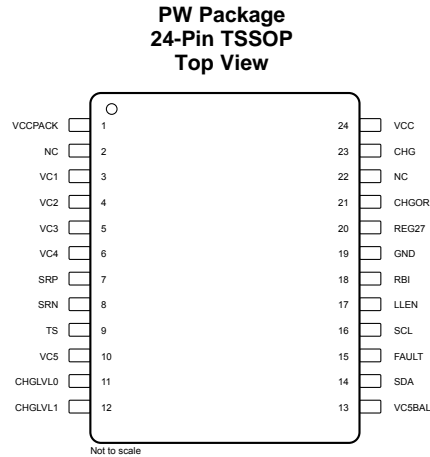 PW Package
24-Pin TSSOP
Top View
VCCPACK 1 24 VCC
NC 2 23 CHG
VC1 3 22 NC
VC2 4 21 CHGOR
VC3 5 20 REG27
VC4 6 19 GND
SRP 7 18 RBI
SRN 8 17 LLEN
TS 9 16 SCL
VC5 10 15 FAULT
CHGLVL0 11 14 SDA
CHGLVL1 12 13 VC5BAL
Not to scale